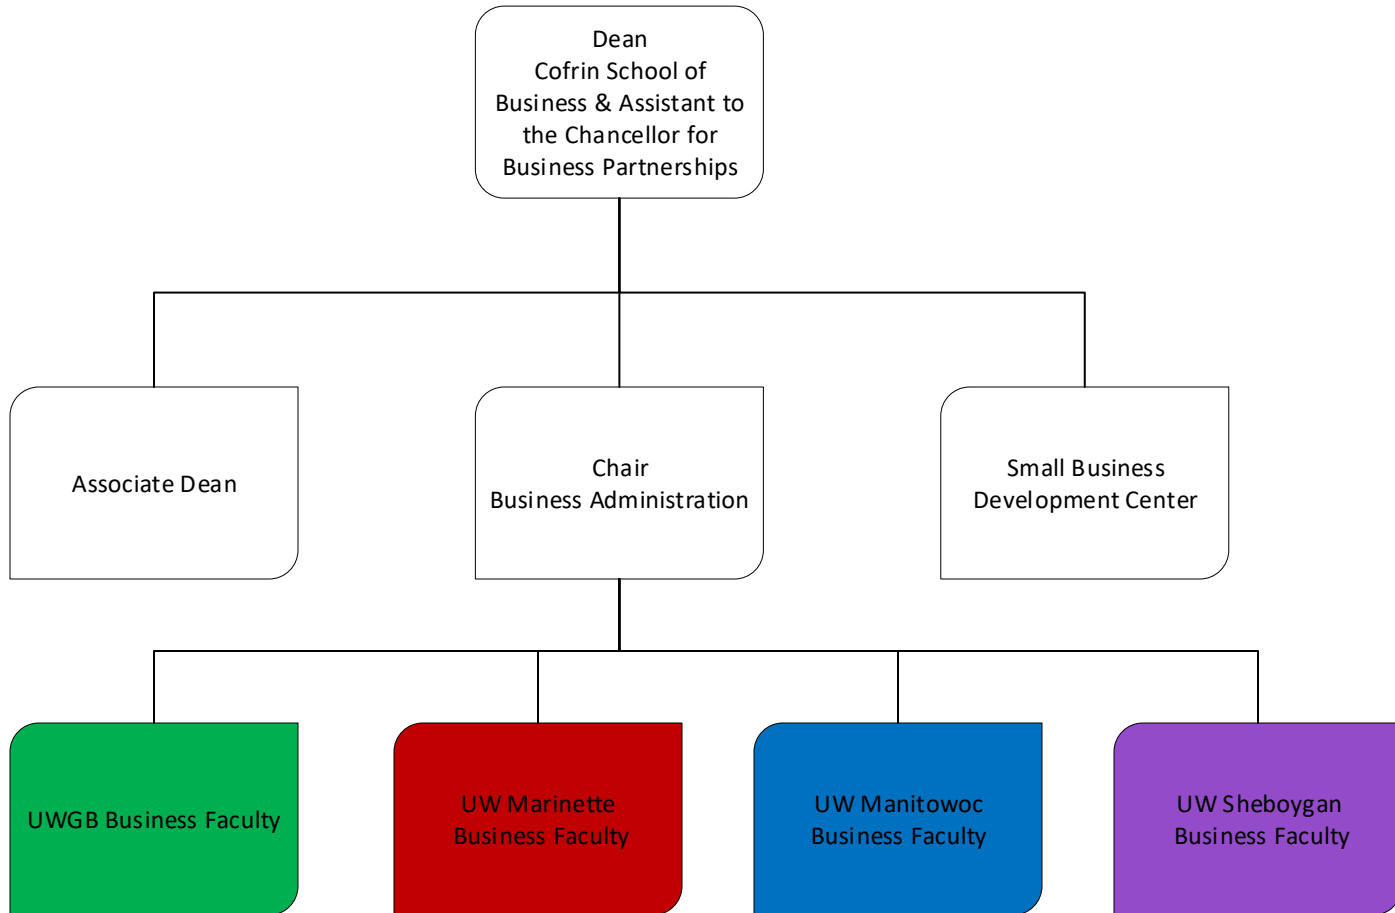 Dean
Cofrin School of
Business & Assistant to
the Chancellor for
Business Partnerships
Associate Dean
Chair
Business Administration
Small Business
Development Center
UWGB Business Faculty
UW Marinette
Business Faculty
UW Manitowoc
Business Faculty
UW Sheboygan
Business Faculty